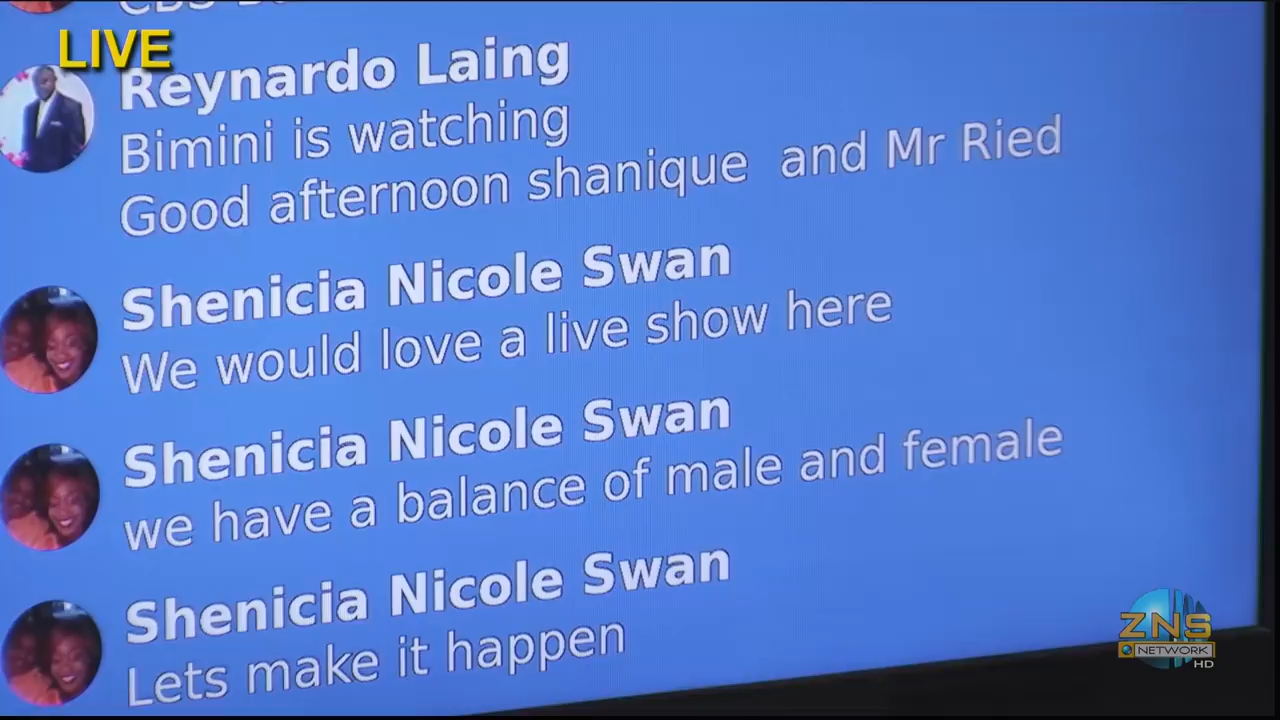 LIVE
Reynardo Laing
Bimini is watching
Good afternoon shanique and Mr Ried
Shenicia Nicole Swan
We would love a live show here
Shenicia Nicole Swan
we have a balance of male and female
Shenicia Nicole Swan
Lets make it happen
ZNS
NETWORK
HD